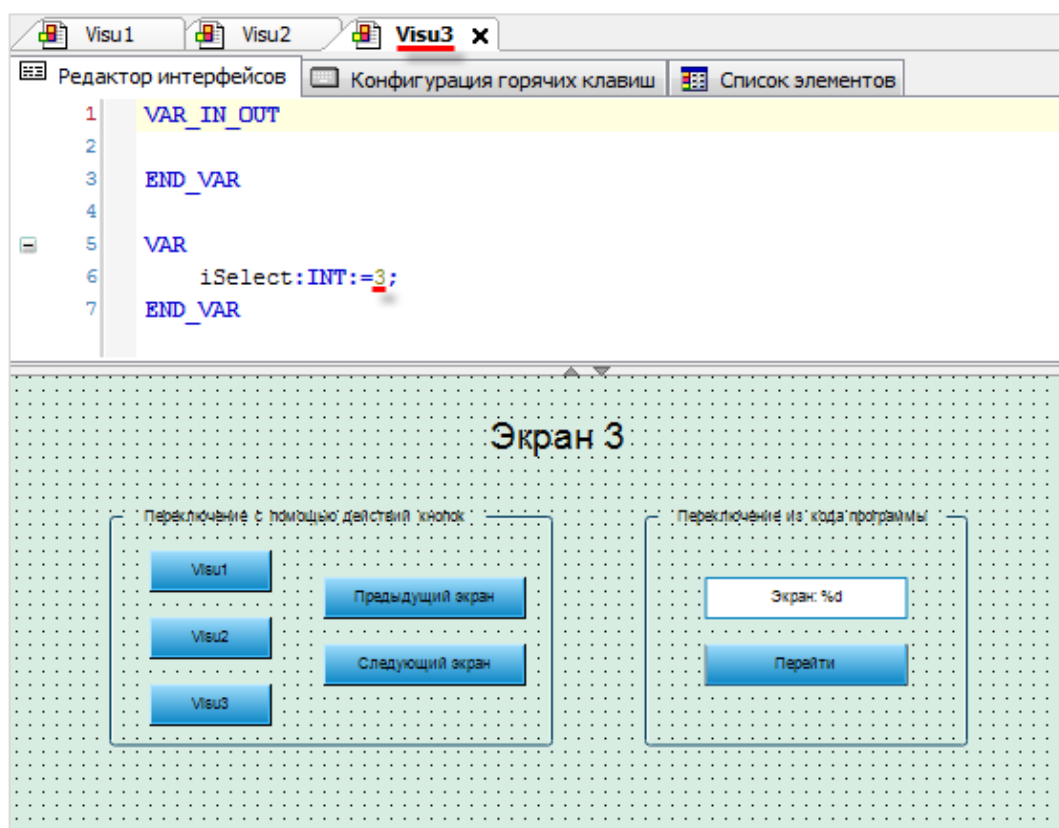 Visu1 Visu2 Visu3
Редактор интерфейсов Конфигурация горячих клавиш Список элементов
1 VAR_IN_OUT
2
3 END_VAR
4
5 VAR
6 iSelect:INT:=3;
7 END_VAR
Экран 3
Переключение с помощью действий кнопок
Переключение из кода программы
Visu1
Visu2
Visu3
Предыдущий экран
Следующий экран
Экран: %d
Перейти